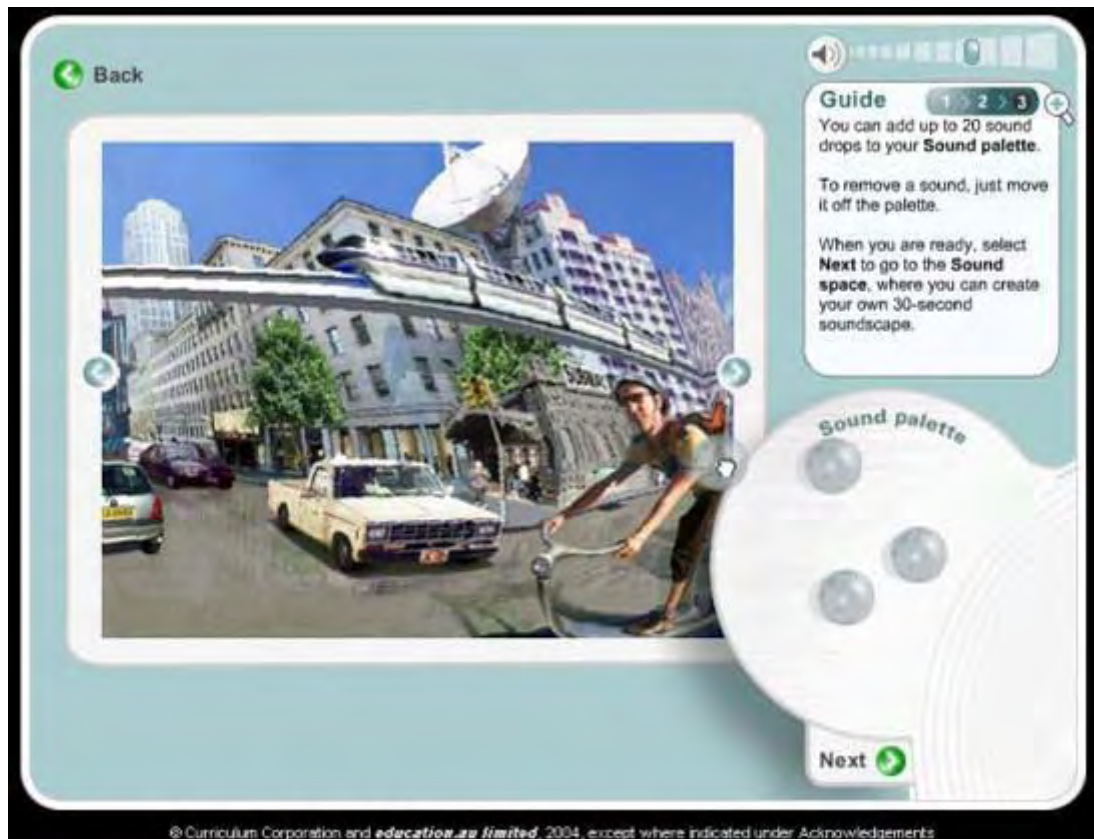 Back
Guide 1 > 2 > 3
You can add up to 20 sound
drops to your Sound palette.
To remove a sound, just move
it off the palette.
When you are ready, select
Next to go to the Sound
space, where you can create
your own 30-second
soundscape.
Sound palette
Next
© Curriculum Corporation and education.au limited, 2004, except where indicated under Acknowledgements